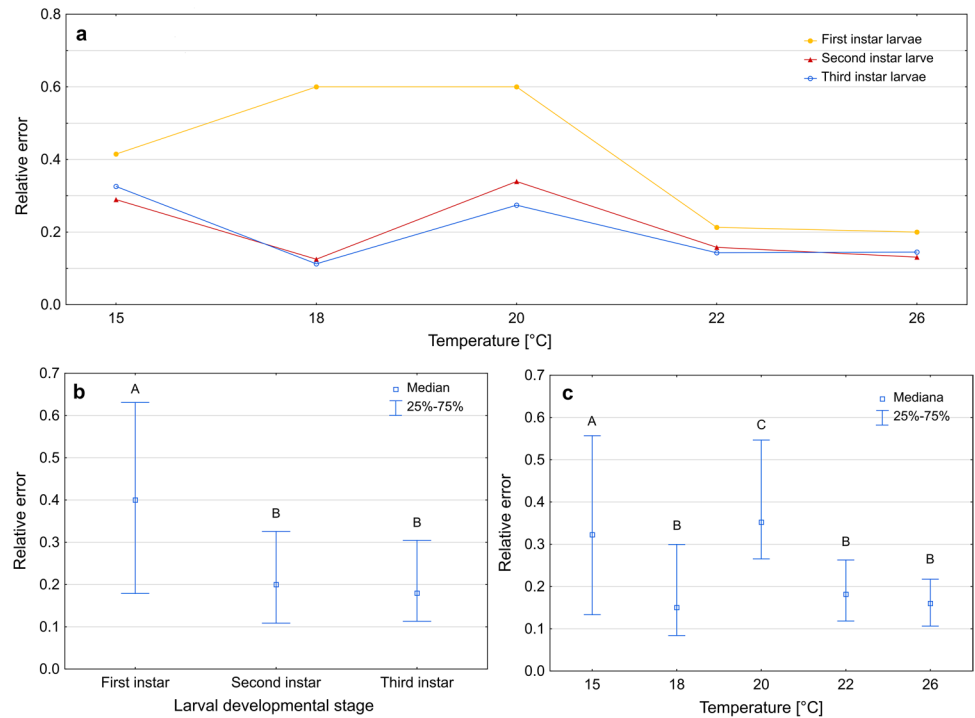 a
0.8
0.6
0.4
0.2
0.0
Relative error
First instar larvae
Second instar larve
Third instar larvae
15 18 20 22 26
Temperature [°C]
b
0.7
0.6
0.5
0.4
0.3
0.2
0.1
0.0
Relative error
A
B
B
Median
25%-75%
First instar Second instar Third instar
Larval developmental stage
c
0.7
0.6
0.5
0.4
0.3
0.2
0.1
0.0
Relative error
A
B
C
B
B
Mediana
25%-75%
15 18 20 22 26
Temperature [°C]